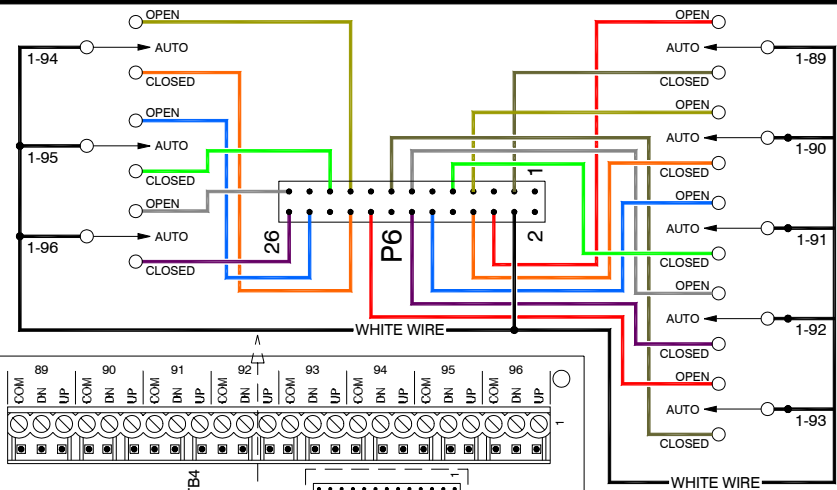 OPEN
AUTO
1-94
CLOSED
OPEN
AUTO
1-95
CLOSED
OPEN
AUTO
1-96
CLOSED
26
P6
1
2
OPEN
AUTO
1-89
CLOSED
OPEN
AUTO
1-90
CLOSED
OPEN
AUTO
1-91
CLOSED
OPEN
AUTO
1-92
CLOSED
OPEN
AUTO
1-93
CLOSED
WHITE WIRE
WHITE WIRE
89 90 91 92 93 94 95 96
COM DN UP COM DN UP COM DN UP COM DN UP COM DN UP COM DN UP COM DN UP COM DN UP
1
TB4
1